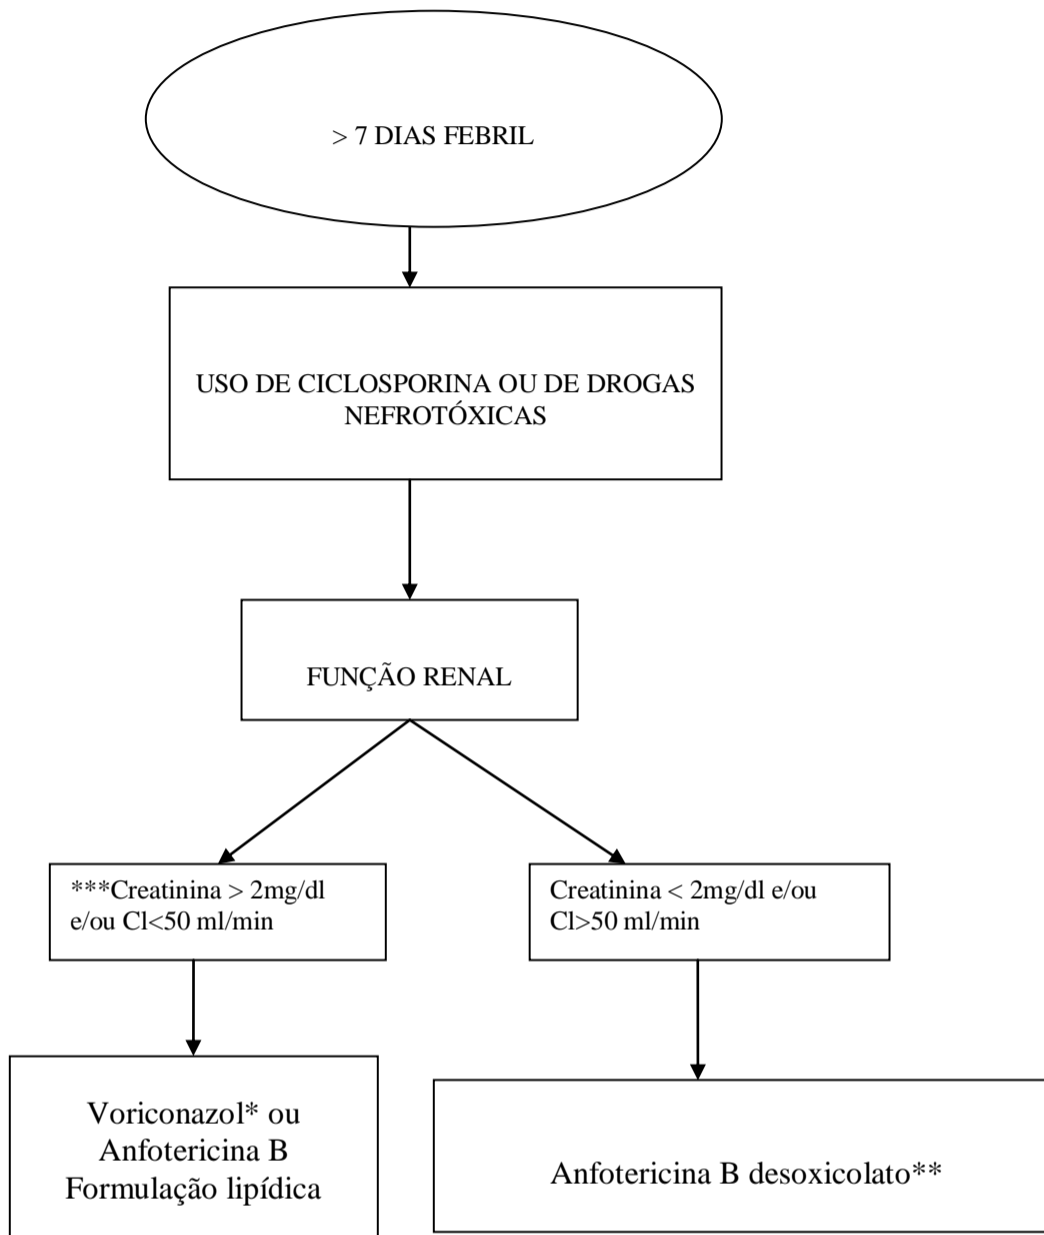 > 7 DIAS FEBRIL
USO DE CICLOSPORINA OU DE DROGAS
NEFROTÓXICAS
FUNÇÃO RENAL
***Creatinina > 2mg/dl
e/ou Cl<50 ml/min
Creatinina < 2mg/dl e/ou
Cl>50 ml/min
Voriconazol* ou
Anfotericina B
Formulação lipídica
Anfotericina B desoxicolato**